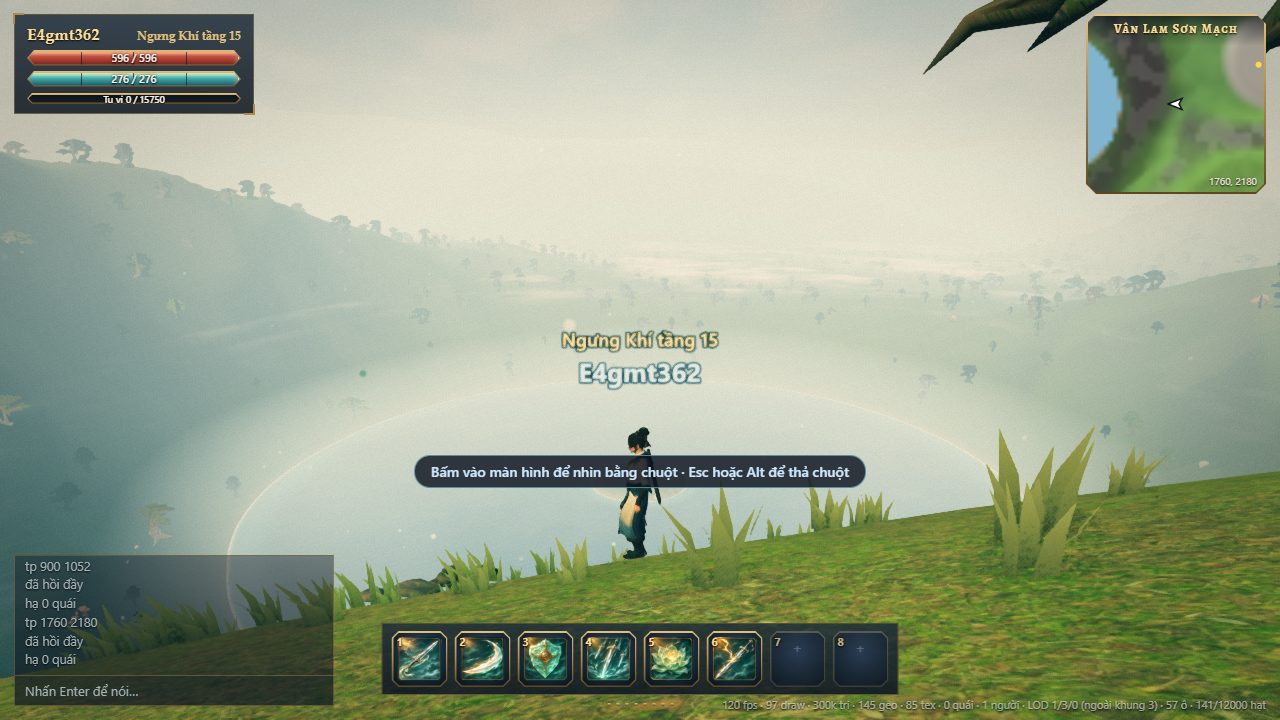 E4gmt362 Ngưng Khí tầng 15
596 / 596
276 / 276
Tu vi 0 / 15750
Vân Lam Sơn Mạch
1760, 2180
Ngưng Khí tầng 15
E4gmt362
Bấm vào màn hình để nhìn bằng chuột · Esc hoặc Alt để thả chuột
tp 900 1052
đã hồi đầy
hạ 0 quái
tp 1760 2180
đã hồi đầy
hạ 0 quái
Nhấn Enter để nói...
1 2 3 4 5 6 7 + 8 +
120 fps · 97 draw · 300k tri · 145 geo · 85 tex · 0 quái · 1 người · LOD 1/3/0 (ngoài khung 3) · 57 ô · 141/12000 hạt